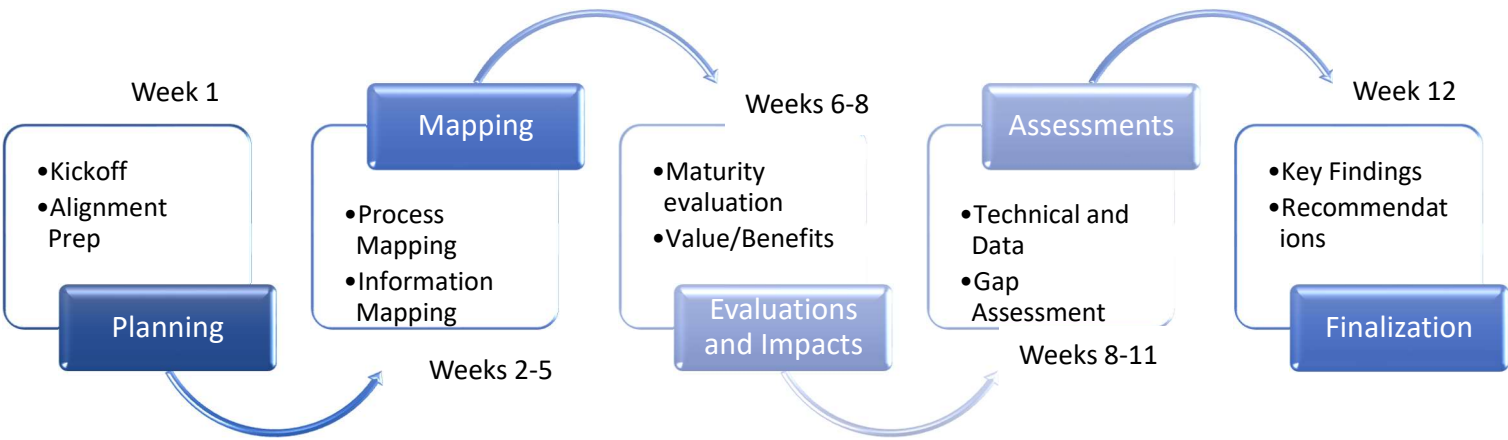 Week 1
•Kickoff
•Alignment
Prep
Planning
Mapping
•Process
Mapping
•Information
Mapping
Weeks 2-5
Weeks 6-8
•Maturity
evaluation
•Value/Benefits
Evaluations
and Impacts
Assessments
•Technical and
Data
•Gap
Assessment
Weeks 8-11
Week 12
•Key Findings
•Recommendat
ions
Finalization